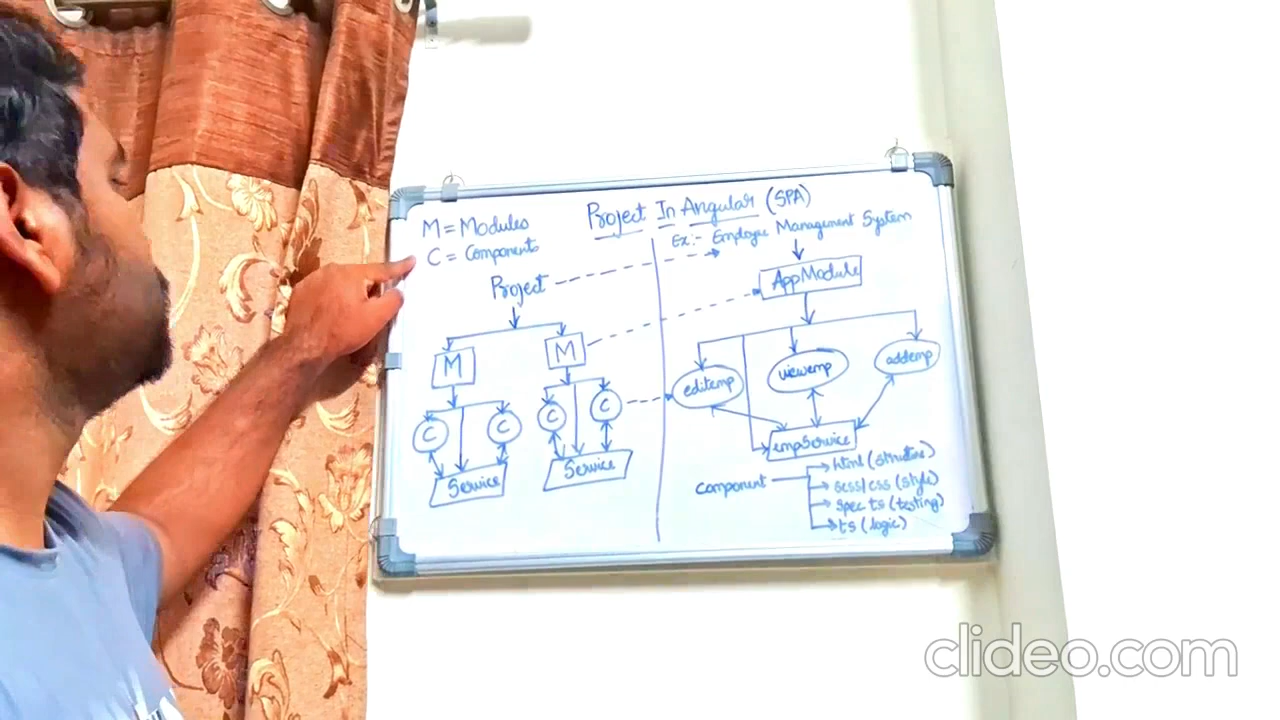 Project In Angular (SPA)
M = Modules
C = Components
Project
M
M
C
C
C
C
Service
Service
Ex:- Employee Management System
AppModule
editemp
viewemp
addemp
empService
Component
html (structure)
scss/css (style)
spec ts (testing)
ts (logic)
clideo.com